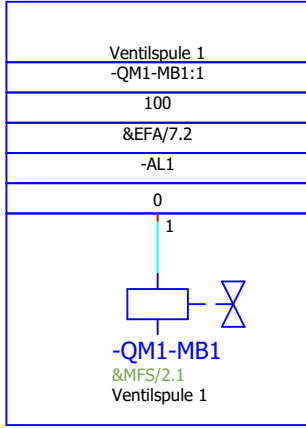 Ventilspule 1
-QM1-MB1:1
100
&EFA/7.2
-AL1
0
1
-QM1-MB1
&MFS/2.1
Ventilspule 1